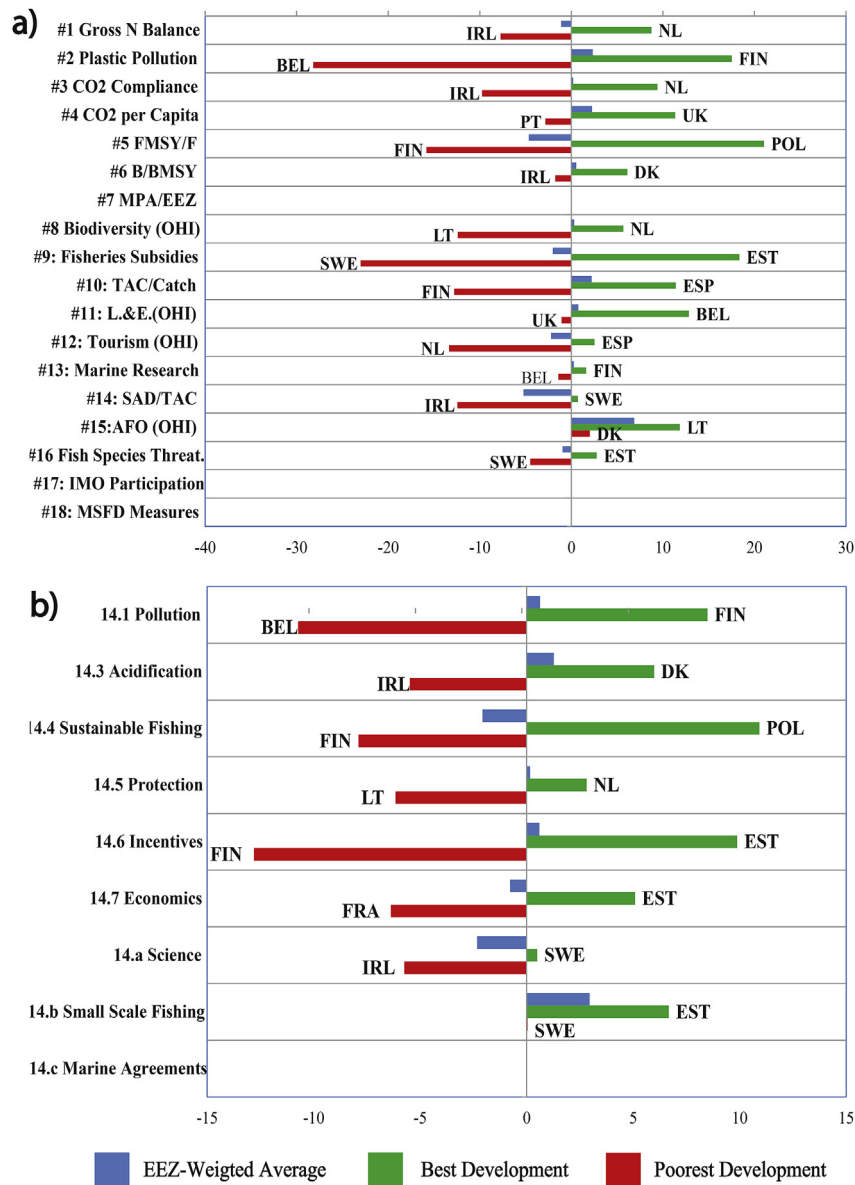 a)
#1 Gross N Balance
IRL
NL
#2 Plastic Pollution
BEL
FIN
#3 CO2 Compliance
IRL
NL
#4 CO2 per Capita
PT
UK
#5 FMSY/F
FIN
POL
#6 B/BMSY
IRL
DK
#7 MPA/EEZ
#8 Biodiversity (OHI)
LT
NL
#9: Fisheries Subsidies
SWE
EST
#10: TAC/Catch
FIN
ESP
#11: L.&E.(OHI)
UK
BEL
#12: Tourism (OHI)
NL
ESP
#13: Marine Research
BEL
FIN
#14: SAD/TAC
IRL
SWE
#15:AFO (OHI)
LT
DK
#16 Fish Species Threat.
SWE
EST
#17: IMO Participation
#18: MSFD Measures
-40 -30 -20 -10 0 10 20 30
b)
14.1 Pollution
BEL
FIN
14.3 Acidification
IRL
DK
14.4 Sustainable Fishing
FIN
POL
14.5 Protection
LT
NL
14.6 Incentives
FIN
EST
14.7 Economics
FRA
EST
14.a Science
IRL
SWE
14.b Small Scale Fishing
EST
SWE
14.c Marine Agreements
-15 -10 -5 0 5 10 15
EEZ-Weigted Average Best Development Poorest Development